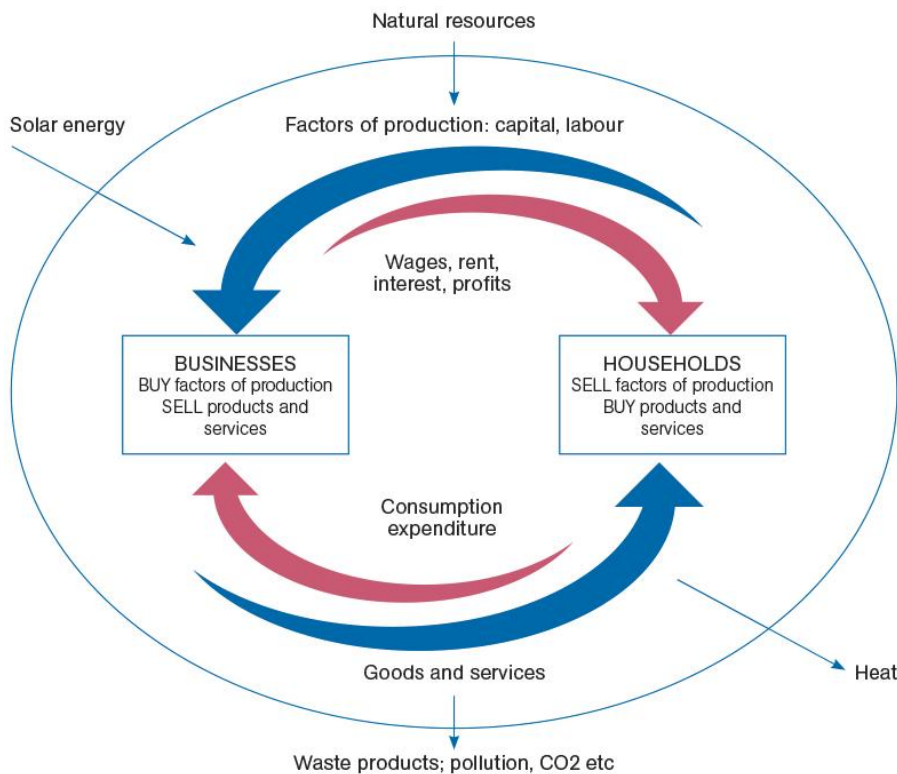 Natural resources
Solar energy
Factors of production: capital, labour
Wages, rent,
interest, profits
BUSINESSES
BUY factors of production
SELL products and
services
HOUSEHOLDS
SELL factors of production
BUY products and
services
Consumption
expenditure
Goods and services
Heat
Waste products; pollution, CO2 etc